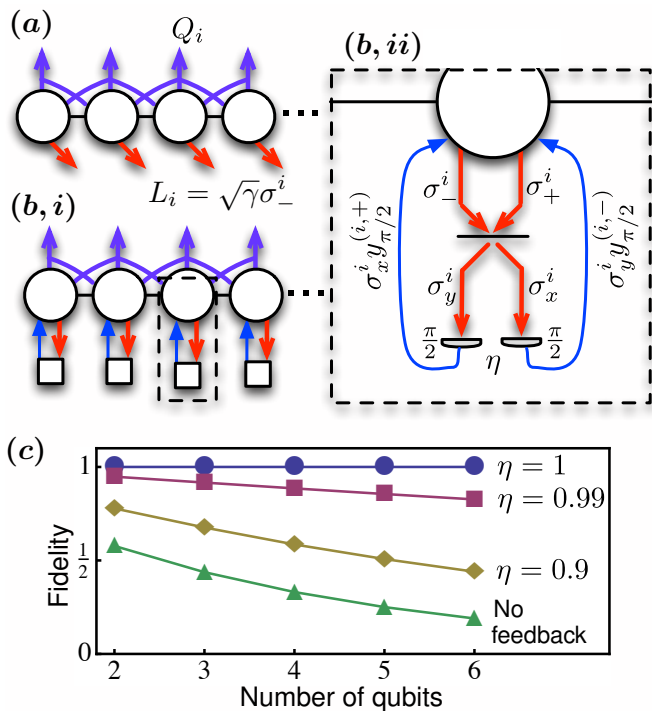 (a)
Q_i
(b, ii)
L_i = √γσ_-^i
(b, i)
σ_-^i
σ_+^i
σ_x^i y_{π/2}^{(i,+)}
σ_y^i y_{π/2}^{(i,-)}
σ_y^i
σ_x^i
π/2
η
π/2
(c)
Fidelity
1
1/2
0
η = 1
η = 0.99
η = 0.9
No
feedback
2 3 4 5 6
Number of qubits